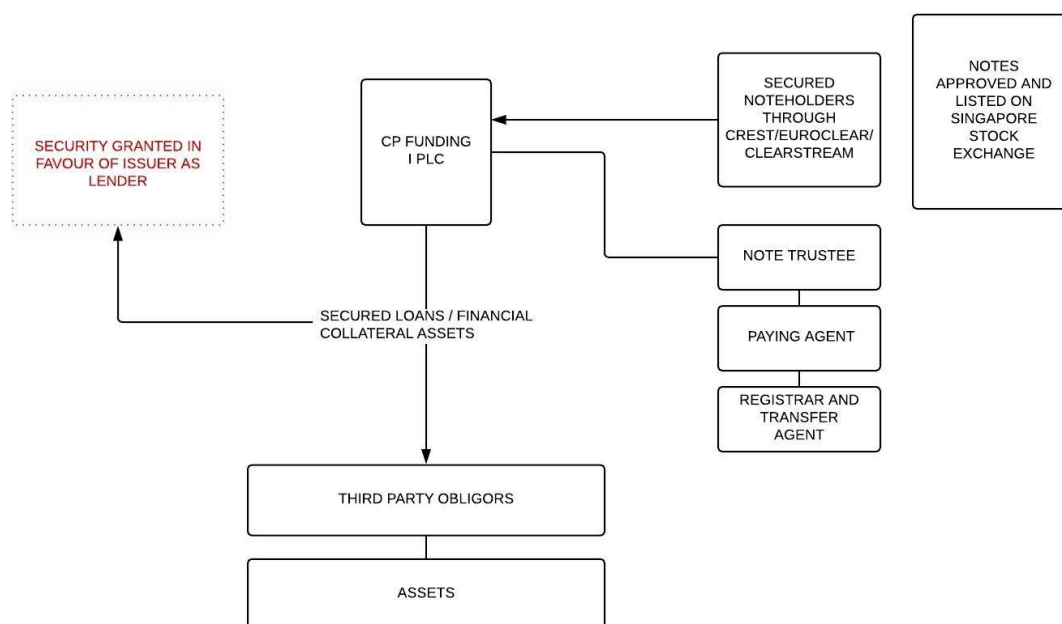 SECURITY GRANTED IN
FAVOUR OF ISSUER AS
LENDER
CP FUNDING
I PLC
SECURED
NOTEHOLDERS
THROUGH
CREST/EUROCLEAR/
CLEARSTREAM
NOTES
APPROVED AND
LISTED ON
SINGAPORE
STOCK
EXCHANGE
NOTE TRUSTEE
PAYING AGENT
REGISTRAR AND
TRANSFER
AGENT
SECURED LOANS / FINANCIAL
COLLATERAL ASSETS
THIRD PARTY OBLIGORS
ASSETS